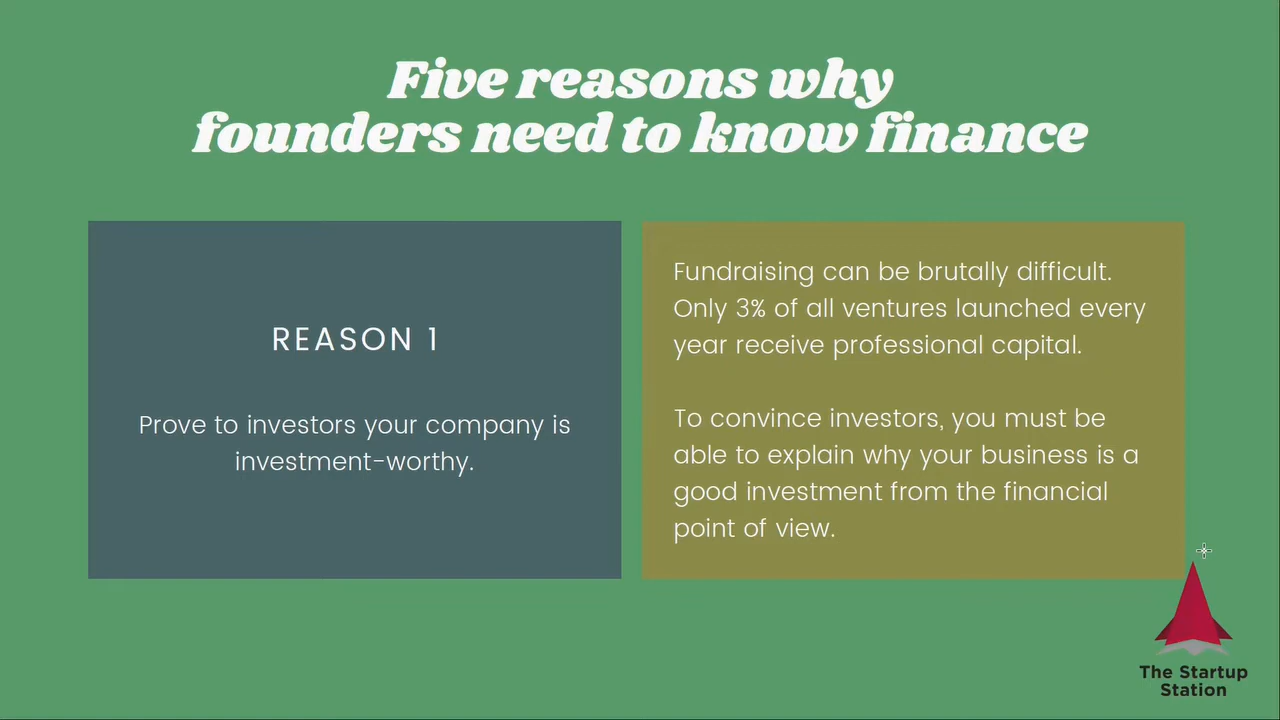 Five reasons why
founders need to know finance
REASON 1
Prove to investors your company is
investment-worthy.
Fundraising can be brutally difficult.
Only 3% of all ventures launched every
year receive professional capital.
To convince investors, you must be
able to explain why your business is a
good investment from the financial
point of view.
The Startup
Station